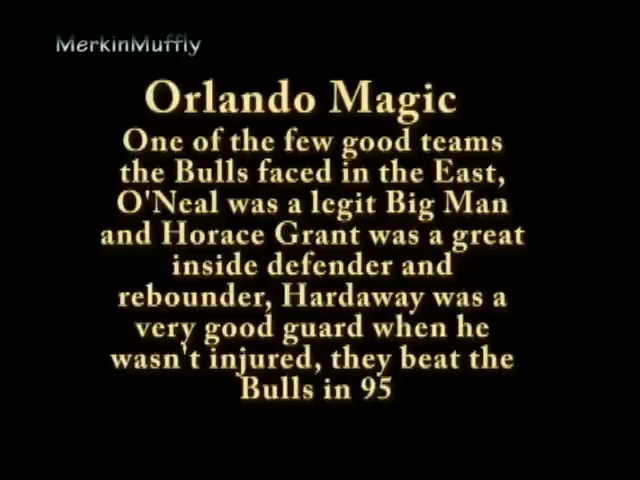 MerkinMuffly
Orlando Magic
One of the few good teams
the Bulls faced in the East,
O'Neal was a legit Big Man
and Horace Grant was a great
inside defender and
rebounder, Hardaway was a
very good guard when he
wasn't injured, they beat the
Bulls in 95